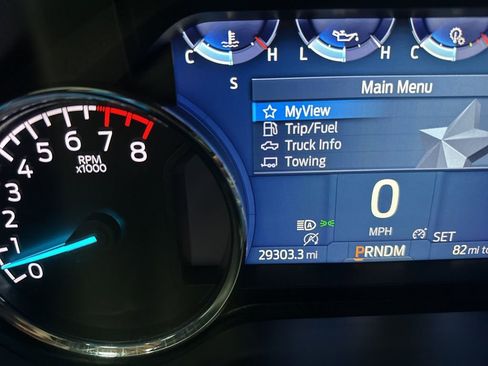 C H L H C
S
Main Menu
MyView
Trip/Fuel
Truck Info
Towing
8
7
6
5
4
3
2
1
0
RPM
x1000
0
MPH
SET
29303.3 mi
PRNDM
82 mi to